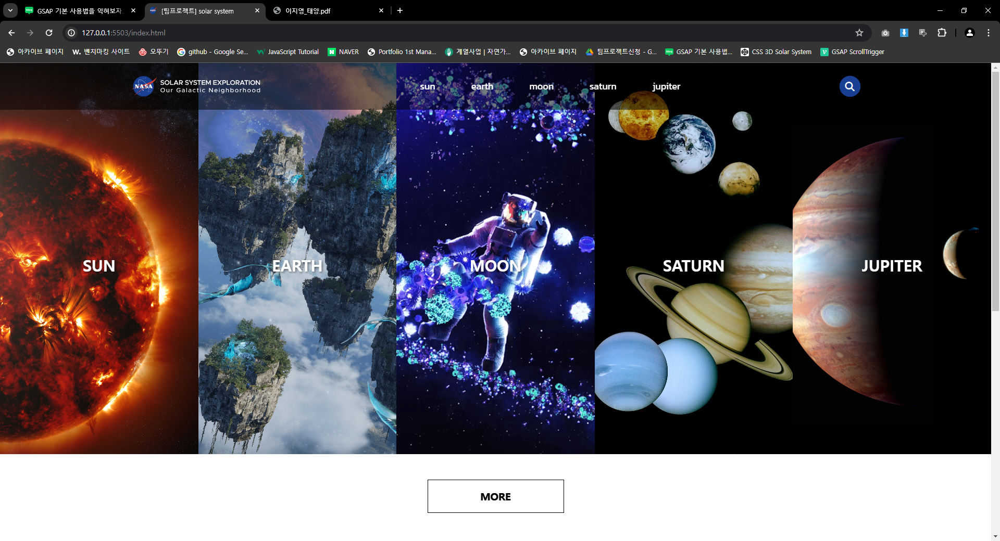 GSAP 기본 사용법을 익혀보자
[팀프로젝트] solar system
이지영_태양.pdf
127.0.0.1:5503/index.html
아카이브 페이지
W. 벤치마킹 사이트
오뚜기
github - Google Se...
JavaScript Tutorial
NAVER
Portfolio 1st Mana...
계열사업 | 자연가...
아카이브 페이지
팀프로젝트신청 - G...
GSAP 기본 사용법...
CSS 3D Solar System
GSAP ScrollTrigger
NASA
SOLAR SYSTEM EXPLORATION
Our Galactic Neighborhood
sun
earth
moon
saturn
jupiter
SUN
EARTH
MOON
SATURN
JUPITER
MORE